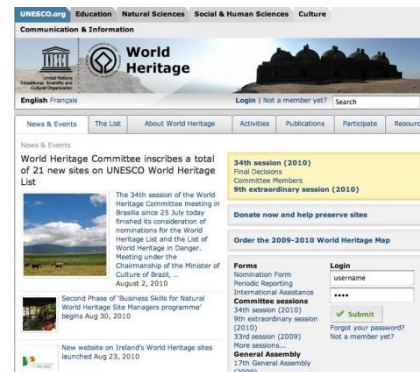 UNESCO.org Education Natural Sciences Social & Human Sciences Culture
Communication & Information
World
Heritage
United Nations
Educational, Scientific and
Cultural Organization
English Français
Login | Not a member yet? Search
News & Events The List About World Heritage Activities Publications Participate Resourc
News & Events
World Heritage Committee inscribes a total
of 21 new sites on UNESCO World Heritage
List
The 34th session of the World
Heritage Committee meeting in
Brasilia since 25 July today
finished its consideration of
nominations for the World
Heritage List and the List of
World Heritage in Danger.
Meeting under the
Chairmanship of the Minister of
Culture of Brazil, ...
August 2, 2010
Second Phase of 'Business Skills for Natural
World Heritage Site Managers programme'
begins Aug 30, 2010
New website on Ireland's World Heritage sites
launched Aug 23, 2010
34th session (2010)
Final Decisions
Committee Members
9th extraordinary session (2010)
Donate now and help preserve sites
Order the 2009-2010 World Heritage Map
Forms
Nomination Form
Periodic Reporting
International Assistance
Committee sessions
34th session (2010)
9th extraordinary session
(2010)
33rd session (2009)
More sessions...
General Assembly
17th General Assembly
(2009)
Login
username
••••
Submit
Forgot your password?
Not a member yet?